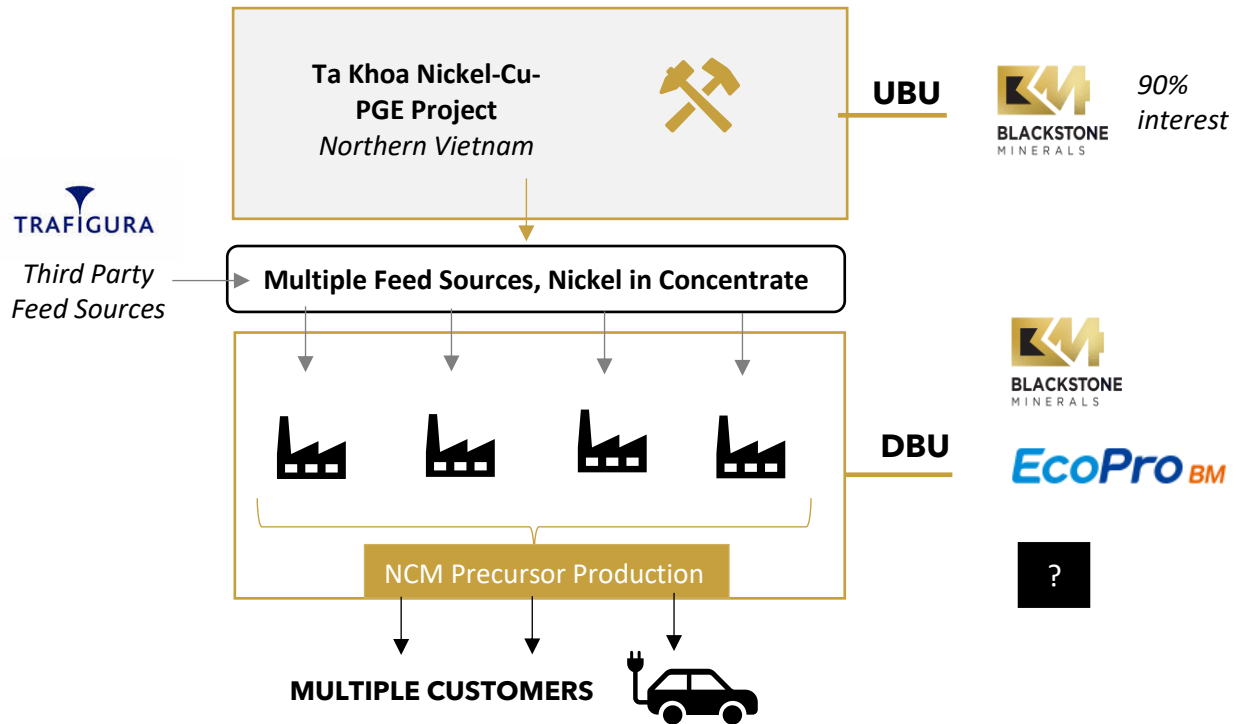 Ta Khoa Nickel-Cu-
PGE Project
Northern Vietnam
UBU
BLACKSTONE
MINERALS
90%
interest
TRAFIGURA
Third Party
Feed Sources
Multiple Feed Sources, Nickel in Concentrate
BLACKSTONE
MINERALS
DBU
EcoPro BM
?
NCM Precursor Production
MULTIPLE CUSTOMERS